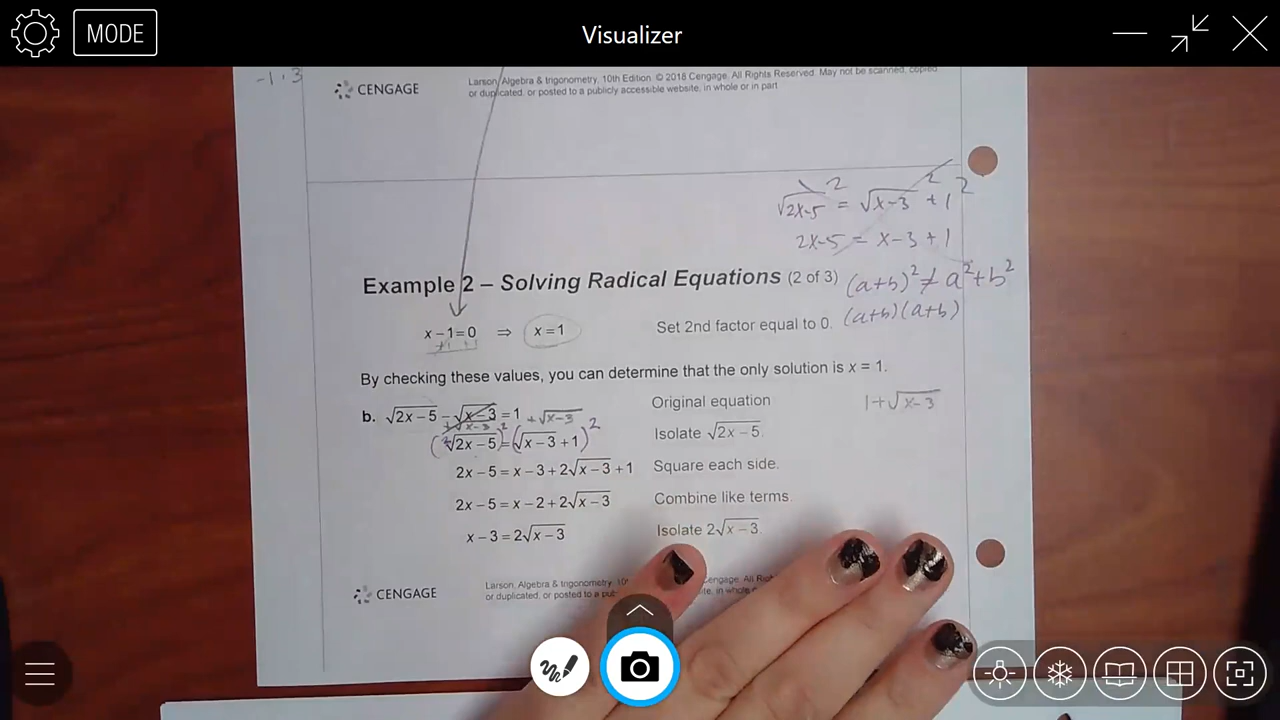 MODE
Visualizer
-1.3
CENGAGE
Larson, Algebra & trigonometry, 10th Edition. © 2018 Cengage. All Rights Reserved. May not be scanned, copied
or duplicated, or posted to a publicly accessible website, in whole or in part
√2x-5² = √x-3² + 1²
2x-5 = x-3+1
Example 2 – Solving Radical Equations (2 of 3)
(a+b)² ≠ a²+b²
(a+b)(a+b)
x − 1 = 0 ⇒ x = 1
Set 2nd factor equal to 0.
+1 +1
By checking these values, you can determine that the only solution is x = 1.
b. √2x − 5 − √x − 3 = 1 +√x-3
Original equation
1+√x-3
+√x-3
(√2x − 5)² = (√x − 3 + 1)²
Isolate √2x − 5.
2x − 5 = x − 3 + 2√x − 3 + 1
Square each side.
2x − 5 = x − 2 + 2√x − 3
Combine like terms.
x − 3 = 2√x − 3
Isolate 2√x − 3.
CENGAGE
Larson, Algebra & trigonometry, 10
or duplicated, or posted to a